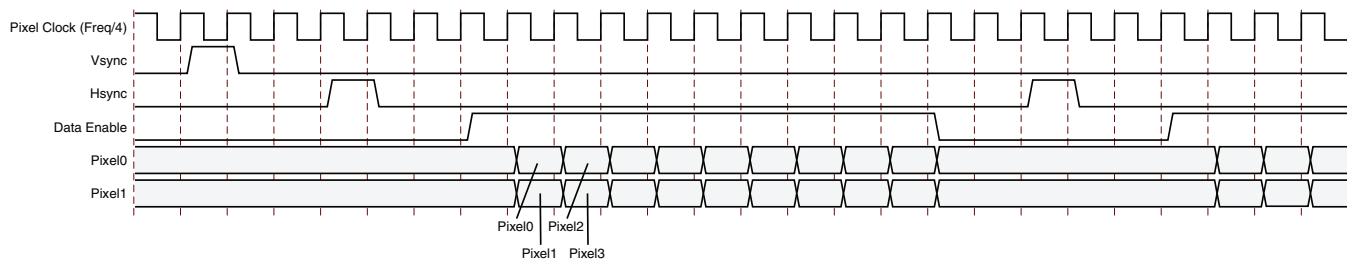 Pixel Clock (Freq/4)
Vsync
Hsync
Data Enable
Pixel0
Pixel1
Pixel0 Pixel2
Pixel1 Pixel3